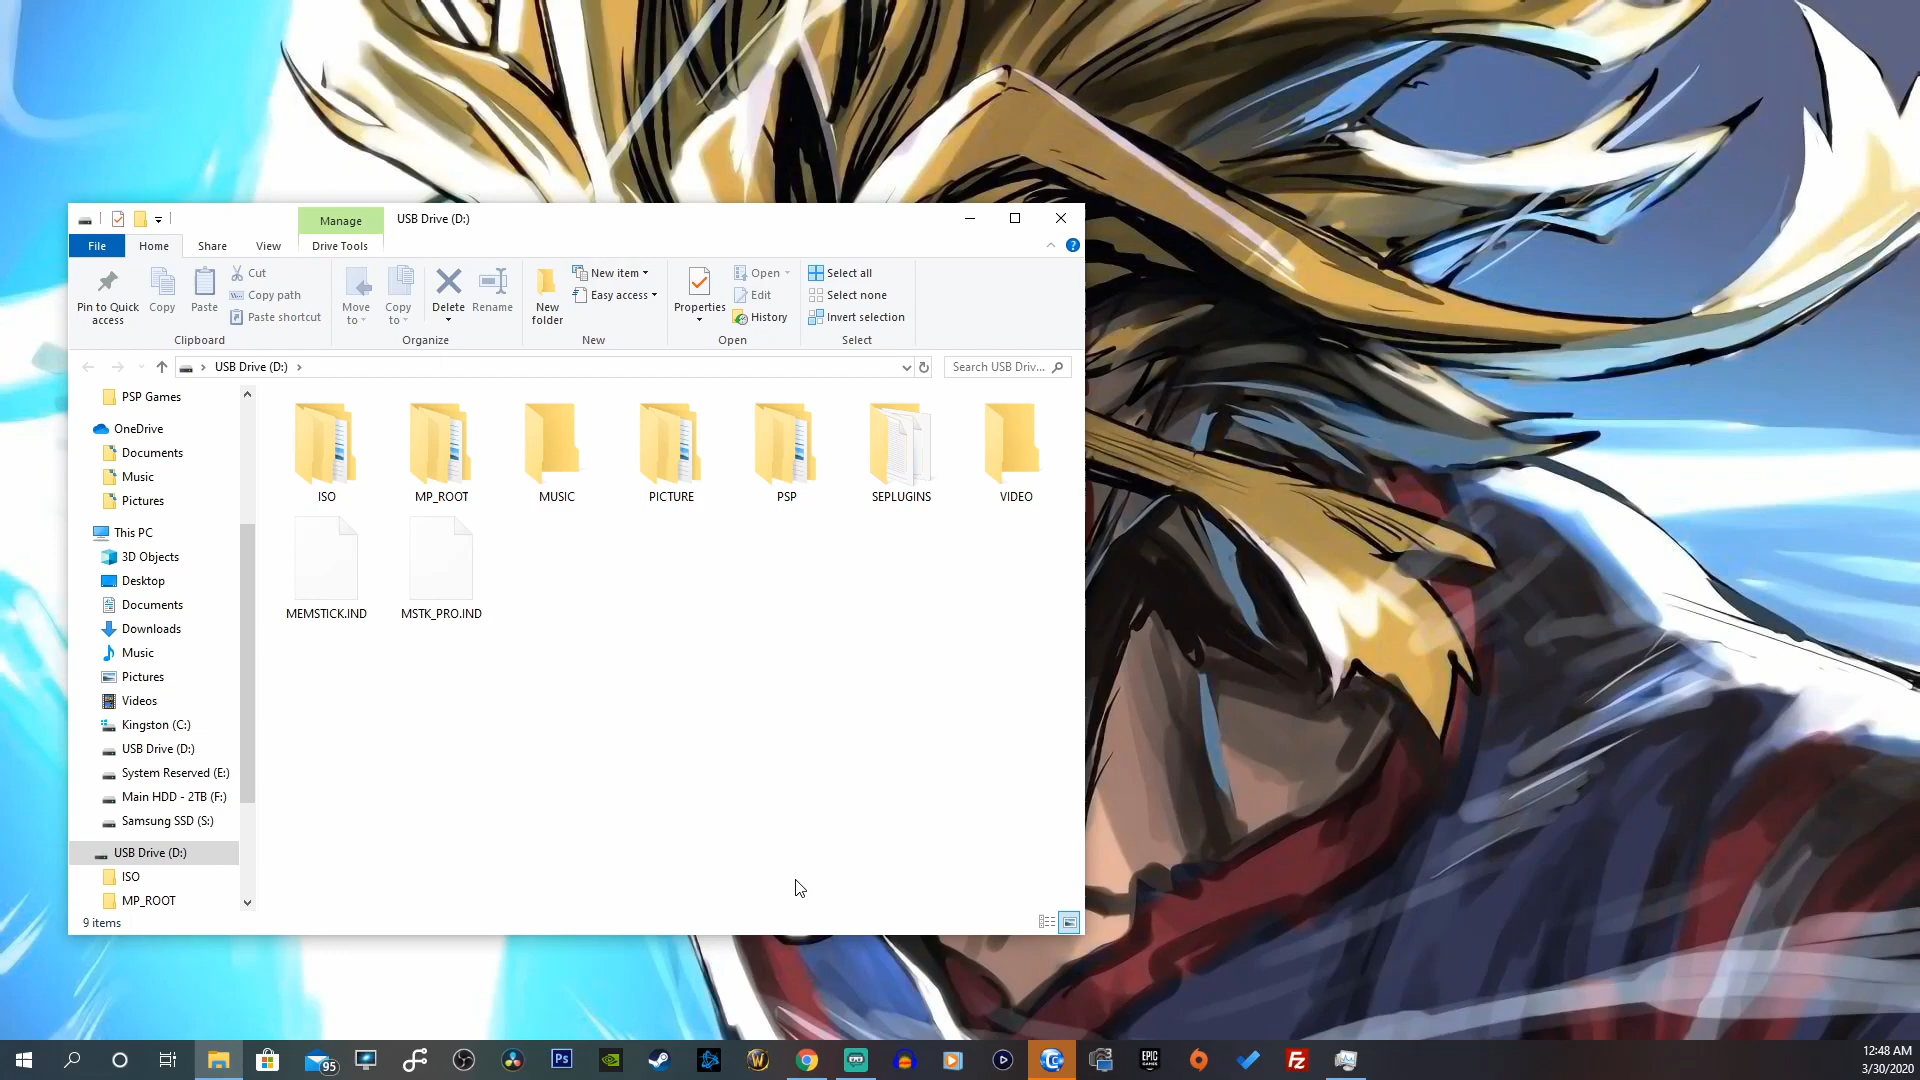 Manage
USB Drive (D:)
File
Home
Share
View
Drive Tools
Pin to Quick access
Copy
Paste
Cut
Copy path
Paste shortcut
Clipboard
Move to
Copy to
Delete
Rename
Organize
New folder
New item
Easy access
New
Properties
Open
Edit
History
Open
Select all
Select none
Invert selection
Select
USB Drive (D:)
Search USB Driv...
PSP Games
OneDrive
Documents
Music
Pictures
This PC
3D Objects
Desktop
Documents
Downloads
Music
Pictures
Videos
Kingston (C:)
USB Drive (D:)
System Reserved (E:)
Main HDD - 2TB (F:)
Samsung SSD (S:)
USB Drive (D:)
ISO
MP_ROOT
ISO
MP_ROOT
MUSIC
PICTURE
PSP
SEPLUGINS
VIDEO
MEMSTICK.IND
MSTK_PRO.IND
9 items
95
Ps
EPIC
GAMES
FZ
12:48 AM
3/30/2020